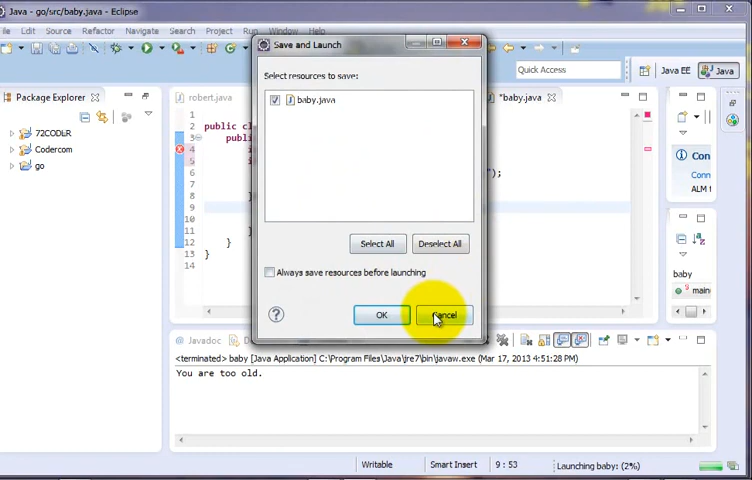 Java - go/src/baby.java - Eclipse
File Edit Source Refactor Navigate Search Project Run
Save and Launch
Select resources to save:
baby.java
Select All
Deselect All
Always save resources before launching
OK
Cancel
Quick Access
Java EE
Java
Package Explorer
72CODER
Codercom
go
robert.java
*baby.java
1
2 public cl
3 publi
4
5
6
7 ");
8
9
10
11 }
12 }
13 }
14
Con
Conn
ALM f
baby
main
Javadoc
<terminated> baby [Java Application] C:\Program Files\Java\jre7\bin\javaw.exe (Mar 17, 2013 4:51:28 PM)
You are too old.
Writable
Smart Insert
9 : 53
Launching baby: (2%)